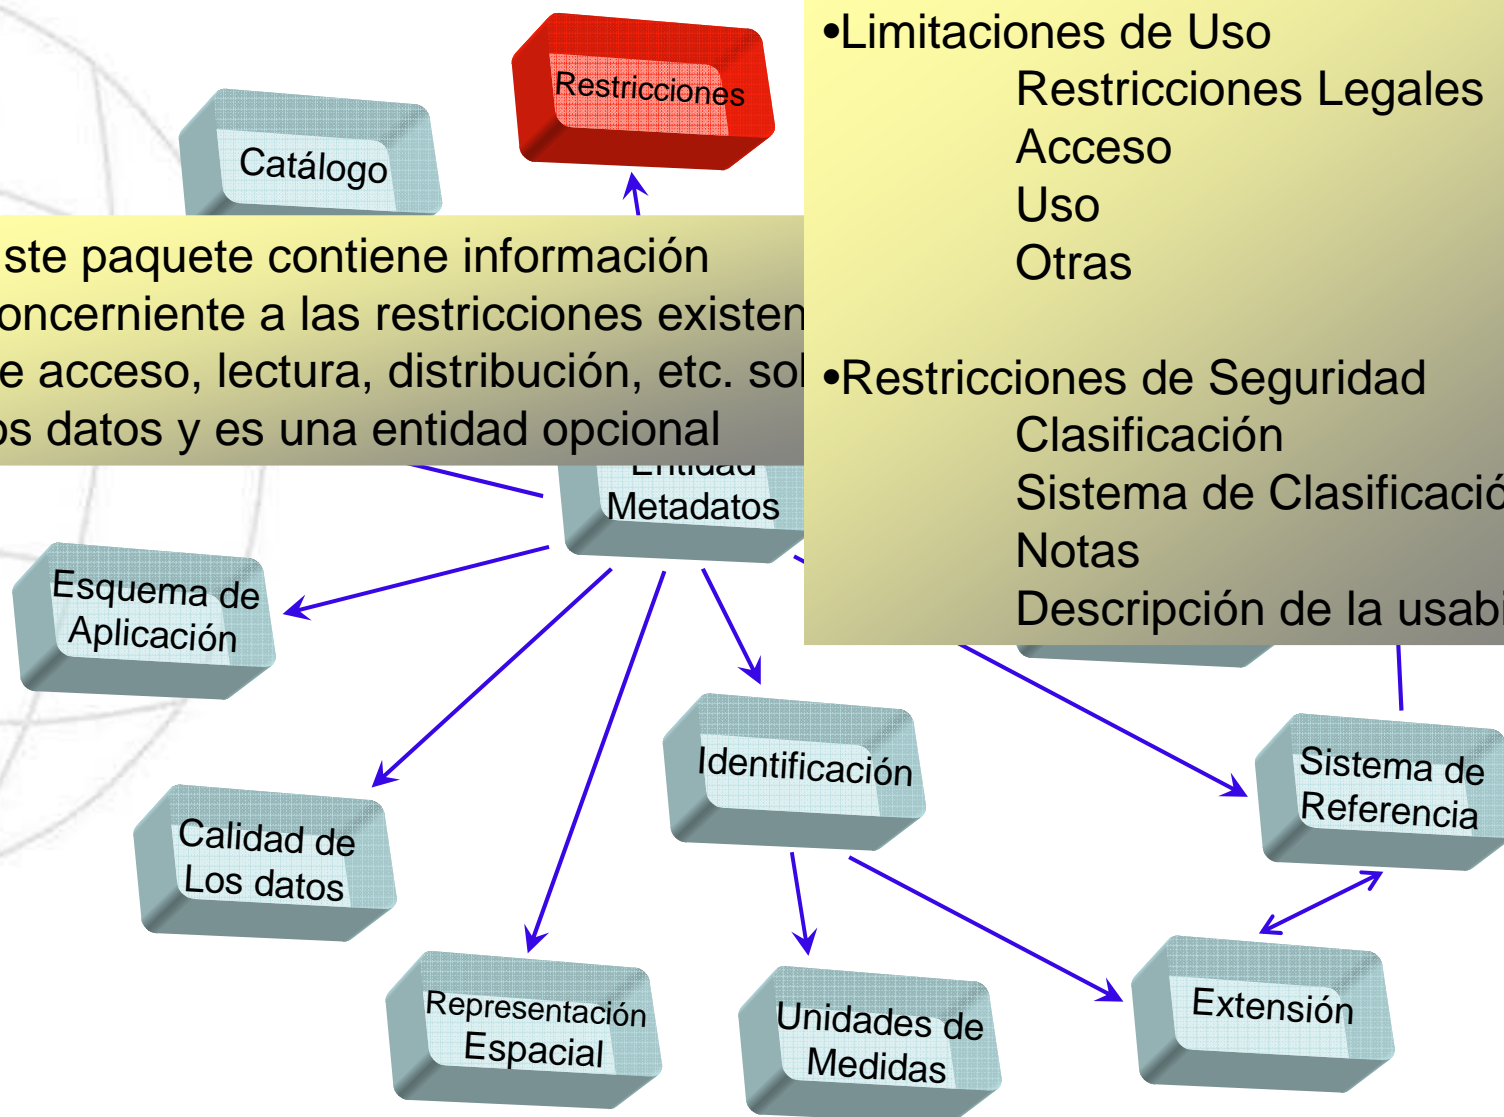 Restricciones
Catálogo
ste paquete contiene información
oncerniente a las restricciones existen
e acceso, lectura, distribución, etc. so
os datos y es una entidad opcional
•Limitaciones de Uso
Restricciones Legales
Acceso
Uso
Otras
•Restricciones de Seguridad
Clasificación
Sistema de Clasificació
Notas
Descripción de la usabi
Entidad
Metadatos
Esquema de
Aplicación
Identificación
Sistema de
Referencia
Calidad de
Los datos
Representación
Espacial
Unidades de
Medidas
Extensión